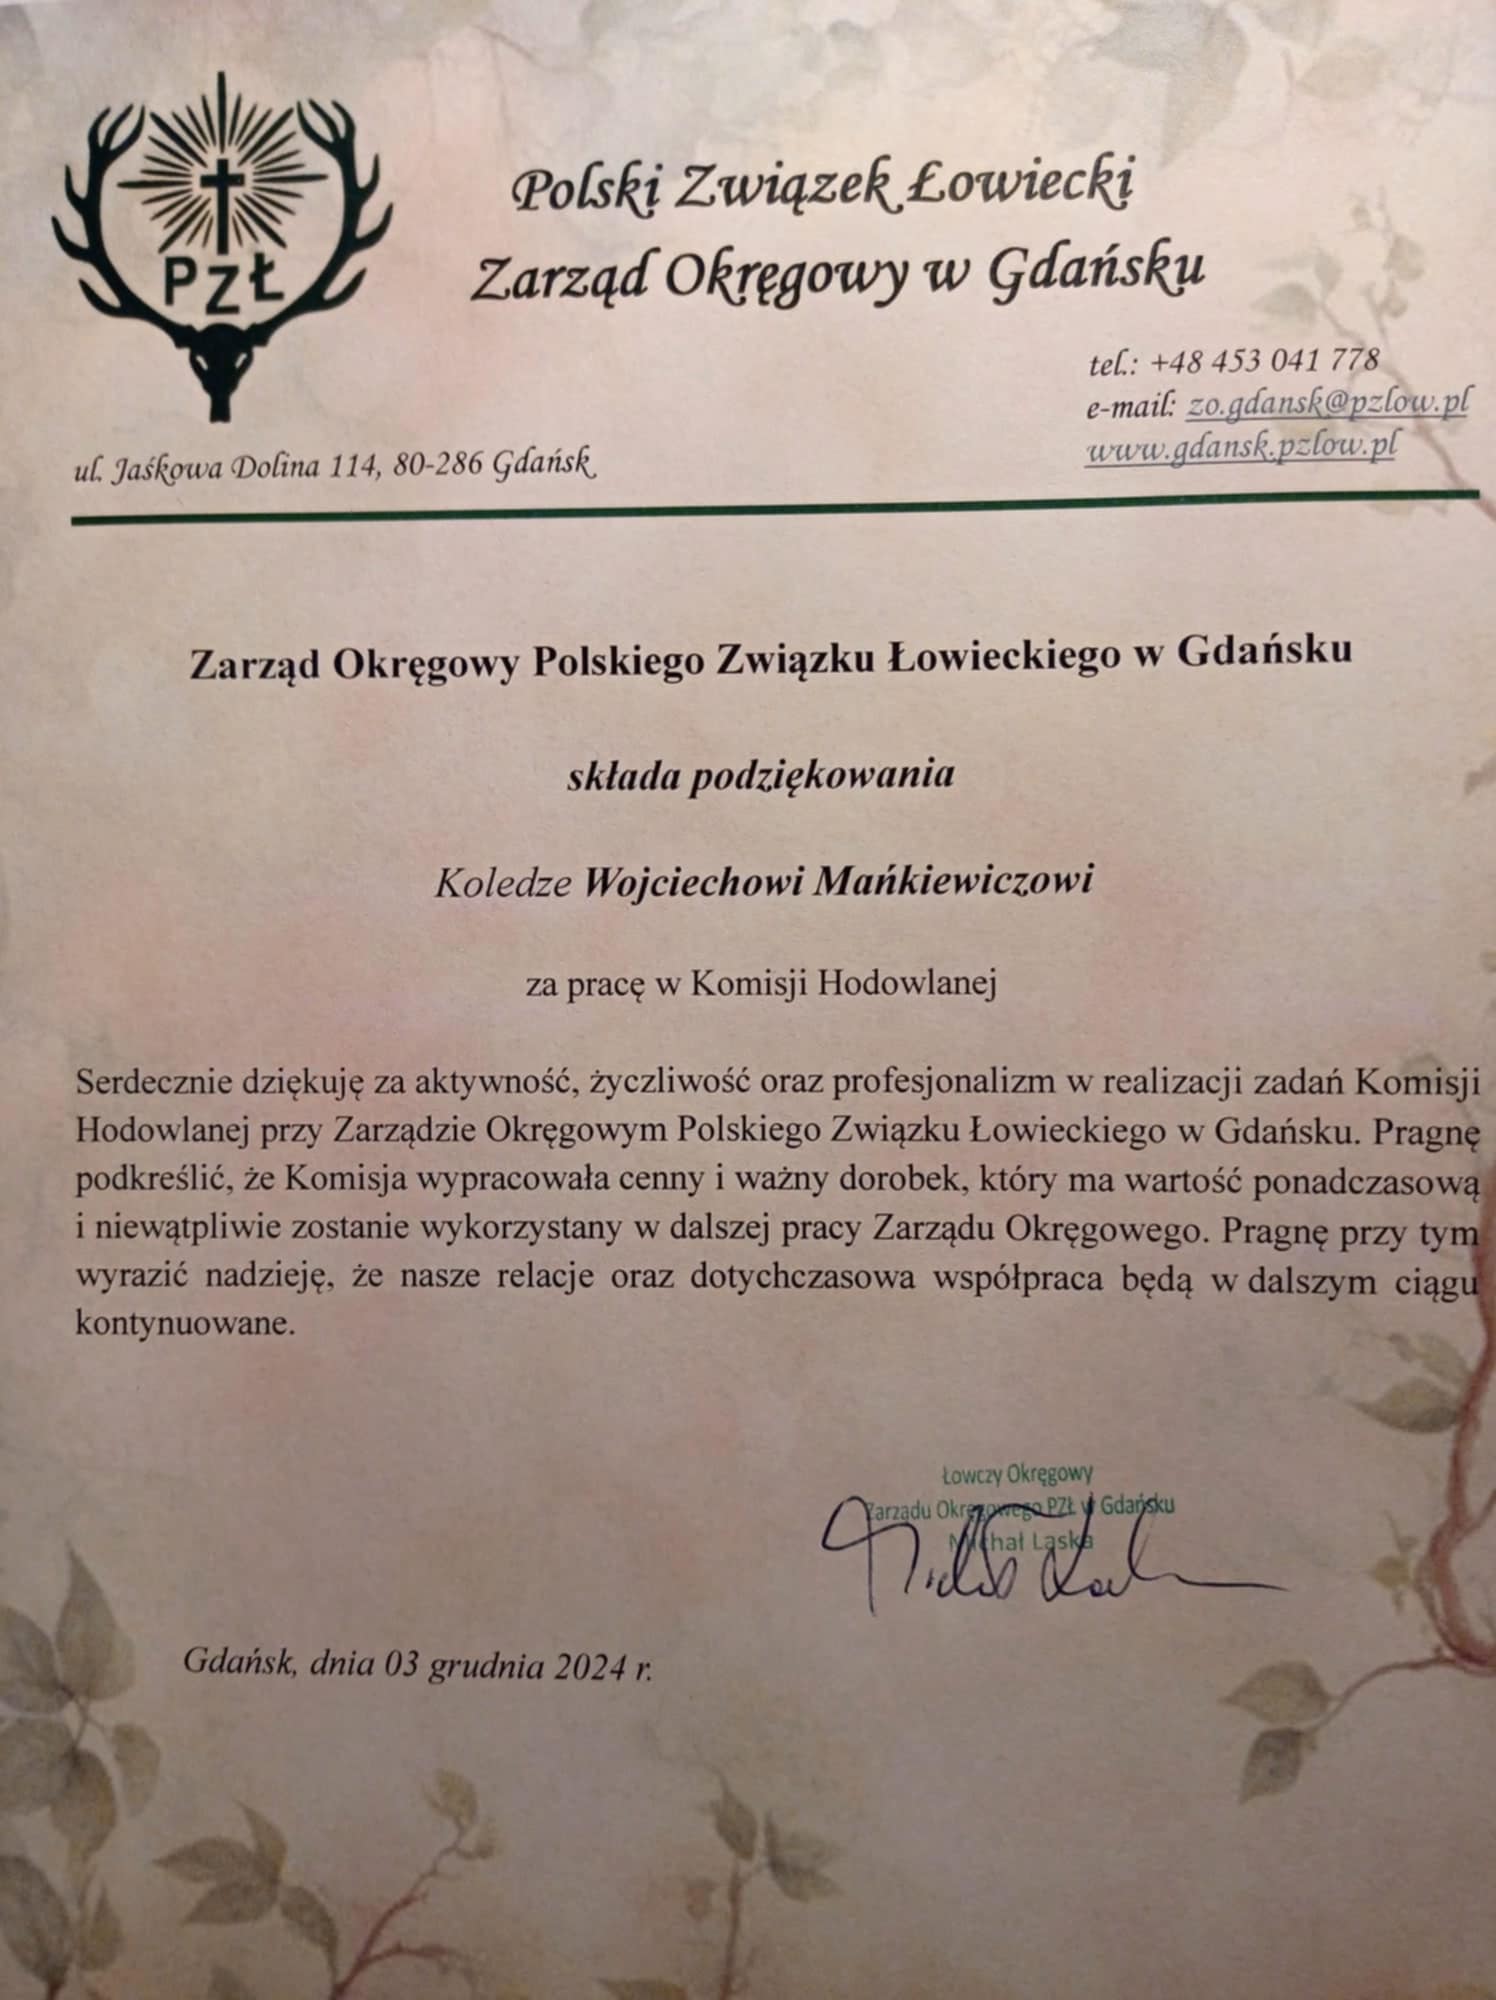 PZŁ
Polski Związek Łowiecki
Zarząd Okręgowy w Gdańsku
tel.: +48 453 041 778
e-mail: zo.gdansk@pzlow.pl
www.gdansk.pzlow.pl
ul. Jaśkowa Dolina 114, 80-286 Gdańsk
Zarząd Okręgowy Polskiego Związku Łowieckiego w Gdańsku
składa podziękowania
Koledze Wojciechowi Mańkiewiczowi
za pracę w Komisji Hodowlanej
Serdecznie dziękuję za aktywność, życzliwość oraz profesjonalizm w realizacji zadań Komisji
Hodowlanej przy Zarządzie Okręgowym Polskiego Związku Łowieckiego w Gdańsku. Pragnę
podkreślić, że Komisja wypracowała cenny i ważny dorobek, który ma wartość ponadczasową
i niewątpliwie zostanie wykorzystany w dalszej pracy Zarządu Okręgowego. Pragnę przy tym
wyrazić nadzieję, że nasze relacje oraz dotychczasowa współpraca będą w dalszym ciągu
kontynuowane.
Łowczy Okręgowy
Zarządu Okręgowego PZŁ w Gdańsku
Michał Laska
Gdańsk, dnia 03 grudnia 2024 r.